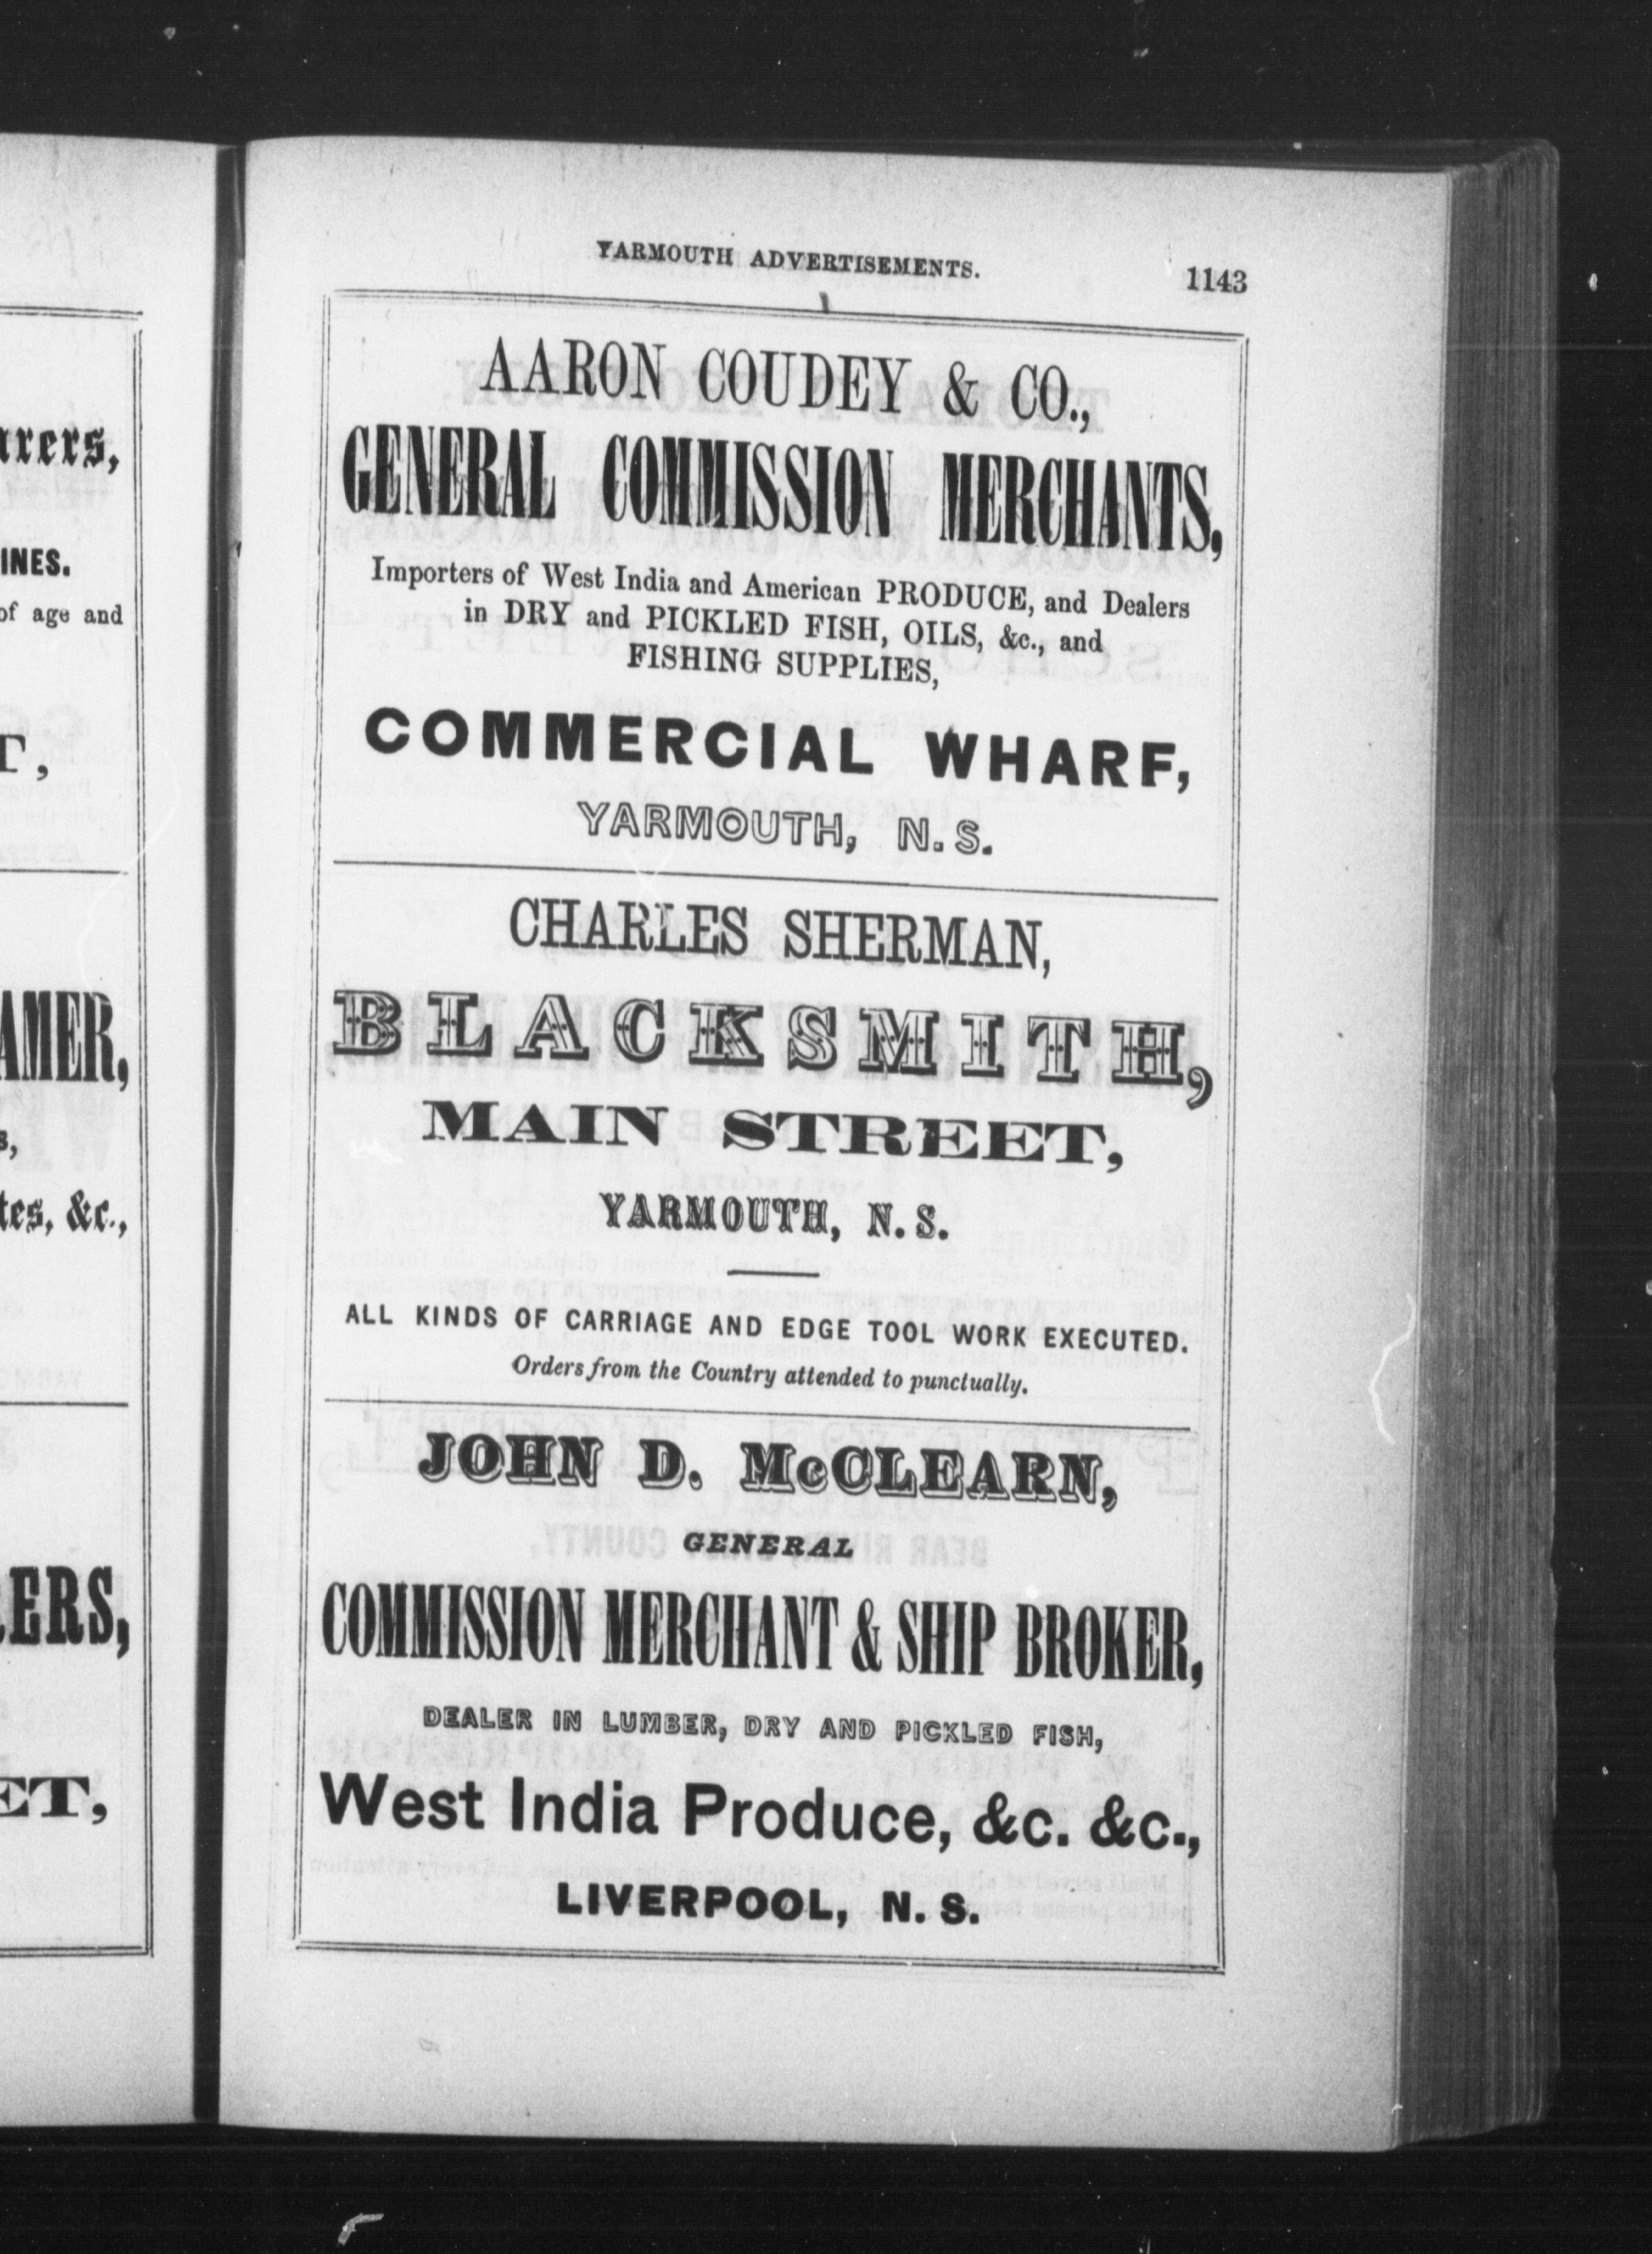 YARMOUTH ADVERTISEMENTS.
1143
AARON COUDEY & CO.,
GENERAL COMMISSION MERCHANTS,
Importers of West India and American PRODUCE, and Dealers
in DRY and PICKLED FISH, OILS, &c., and
FISHING SUPPLIES,
COMMERCIAL WHARF,
YARMOUTH, N. S.
CHARLES SHERMAN,
BLACKSMITH,
MAIN STREET,
YARMOUTH, N. S.
ALL KINDS OF CARRIAGE AND EDGE TOOL WORK EXECUTED.
Orders from the Country attended to punctually.
JOHN D. McCLEARN,
GENERAL
COMMISSION MERCHANT & SHIP BROKER,
DEALER IN LUMBER, DRY AND PICKLED FISH,
West India Produce, &c. &c.,
LIVERPOOL, N. S.
of age and
&c.,